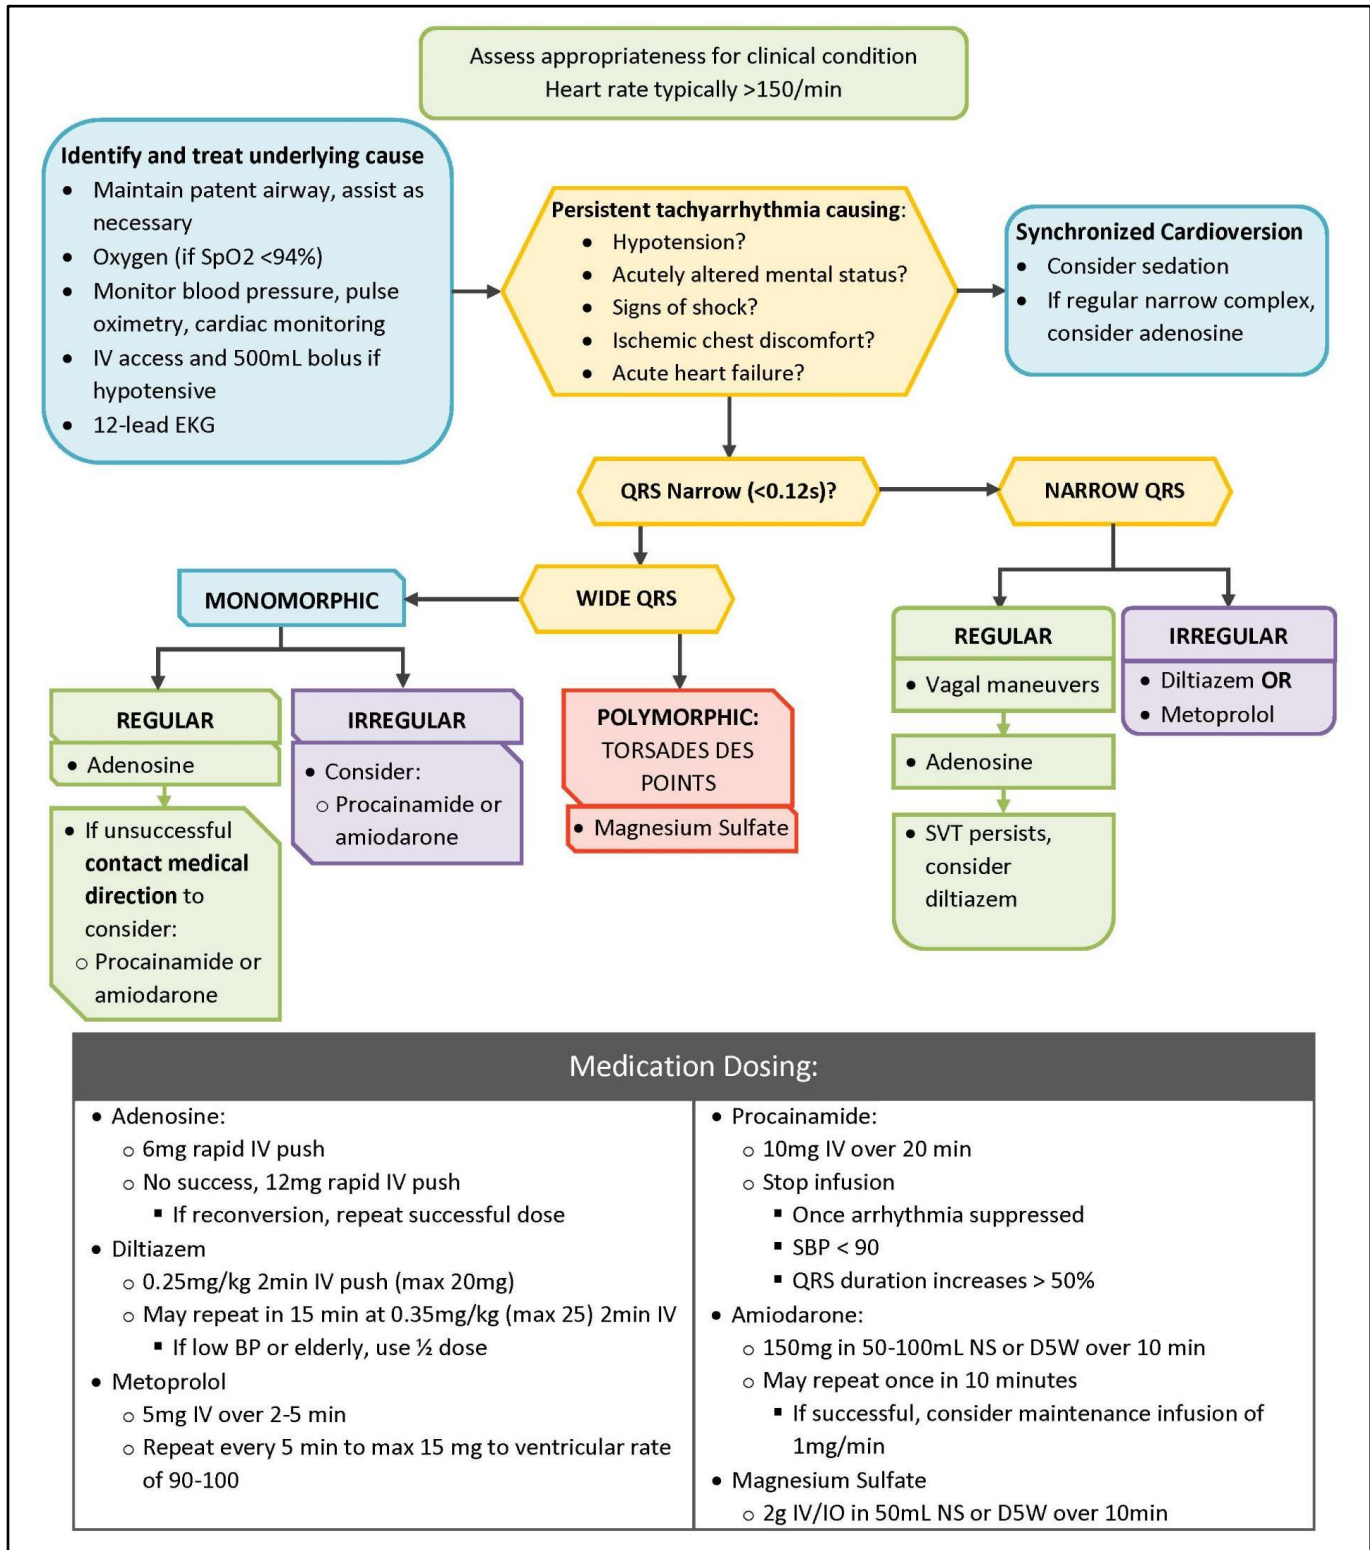 Assess appropriateness for clinical condition
Heart rate typically >150/min
Identify and treat underlying cause
• Maintain patent airway, assist as
necessary
• Oxygen (if SpO2 <94%)
• Monitor blood pressure, pulse
oximetry, cardiac monitoring
• IV access and 500mL bolus if
hypotensive
• 12-lead EKG
Persistent tachyarrhythmia causing:
• Hypotension?
• Acutely altered mental status?
• Signs of shock?
• Ischemic chest discomfort?
• Acute heart failure?
Synchronized Cardioversion
• Consider sedation
• If regular narrow complex,
consider adenosine
QRS Narrow (<0.12s)?
NARROW QRS
MONOMORPHIC
WIDE QRS
REGULAR
• Adenosine
• If unsuccessful
contact medical
direction to
consider:
○ Procainamide or
amiodarone
IRREGULAR
• Consider:
○ Procainamide or
amiodarone
POLYMORPHIC:
TORSADES DES
POINTS
• Magnesium Sulfate
REGULAR
• Vagal maneuvers
• Adenosine
• SVT persists,
consider
diltiazem
IRREGULAR
• Diltiazem OR
• Metoprolol
Medication Dosing:
• Adenosine:
○ 6mg rapid IV push
○ No success, 12mg rapid IV push
▪ If reconversion, repeat successful dose
• Diltiazem
○ 0.25mg/kg 2min IV push (max 20mg)
○ May repeat in 15 min at 0.35mg/kg (max 25) 2min IV
▪ If low BP or elderly, use ½ dose
• Metoprolol
○ 5mg IV over 2-5 min
○ Repeat every 5 min to max 15 mg to ventricular rate
of 90-100
• Procainamide:
○ 10mg IV over 20 min
○ Stop infusion
▪ Once arrhythmia suppressed
▪ SBP < 90
▪ QRS duration increases > 50%
• Amiodarone:
○ 150mg in 50-100mL NS or D5W over 10 min
○ May repeat once in 10 minutes
▪ If successful, consider maintenance infusion of
1mg/min
• Magnesium Sulfate
○ 2g IV/IO in 50mL NS or D5W over 10min